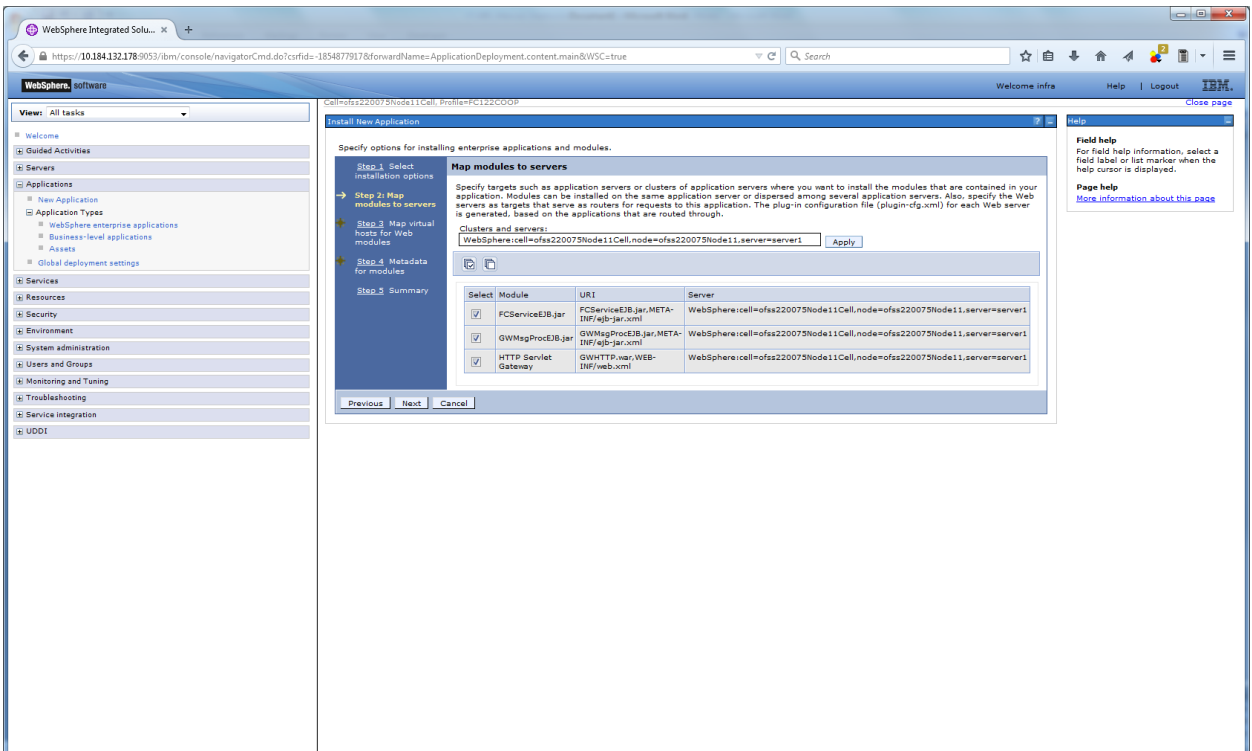 WebSphere Integrated Solu... × +
https://10.184.132.178:9053/ibm/console/navigatorCmd.do?csrfid=-1854877917&forwardName=ApplicationDeployment.content.main&WSC=true
Search
2
WebSphere. software
Welcome infra
Help | Logout
IBM.
View: All tasks
Welcome
Guided Activities
Servers
Applications
New Application
Application Types
WebSphere enterprise applications
Business-level applications
Assets
Global deployment settings
Services
Resources
Security
Environment
System administration
Users and Groups
Monitoring and Tuning
Troubleshooting
Service integration
UDDI
Cell=ofss220075Node11Cell, Profile=FC122COOP
Close page
Install New Application
?
Specify options for installing enterprise applications and modules.
Step 1 Select
installation options
Step 2: Map
modules to servers
Step 3 Map virtual
hosts for Web
modules
Step 4 Metadata
for modules
Step 5 Summary
Map modules to servers
Specify targets such as application servers or clusters of application servers where you want to install the modules that are contained in your
application. Modules can be installed on the same application server or dispersed among several application servers. Also, specify the Web
servers as targets that serve as routers for requests to this application. The plug-in configuration file (plugin-cfg.xml) for each Web server
is generated, based on the applications that are routed through.
Clusters and servers:
WebSphere:cell=ofss220075Node11Cell,node=ofss220075Node11,server=server1
Apply
Select Module URI Server
FCServiceEJB.jar
FCServiceEJB.jar,META-
INF/ejb-jar.xml
WebSphere:cell=ofss220075Node11Cell,node=ofss220075Node11,server=server1
GWMsgProcEJB.jar
GWMsgProcEJB.jar,META-
INF/ejb-jar.xml
WebSphere:cell=ofss220075Node11Cell,node=ofss220075Node11,server=server1
HTTP Servlet
Gateway
GWHTTP.war,WEB-
INF/web.xml
WebSphere:cell=ofss220075Node11Cell,node=ofss220075Node11,server=server1
Previous Next Cancel
Help
Field help
For field help information, select a
field label or list marker when the
help cursor is displayed.
Page help
More information about this page